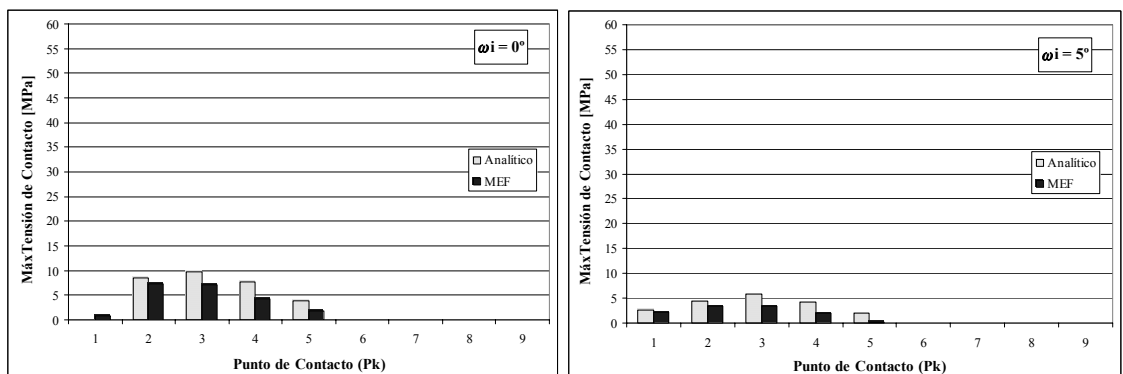 MáxTensión de Contacto [MPa]
60
55
50
45
40
35
30
25
20
15
10
5
0
ωi = 0º
Analítico
MEF
1 2 3 4 5 6 7 8 9
Punto de Contacto (Pk)
MáxTensión de Contacto [MPa]
60
55
50
45
40
35
30
25
20
15
10
5
0
ωi = 5º
Analítico
MEF
1 2 3 4 5 6 7 8 9
Punto de Contacto (Pk)